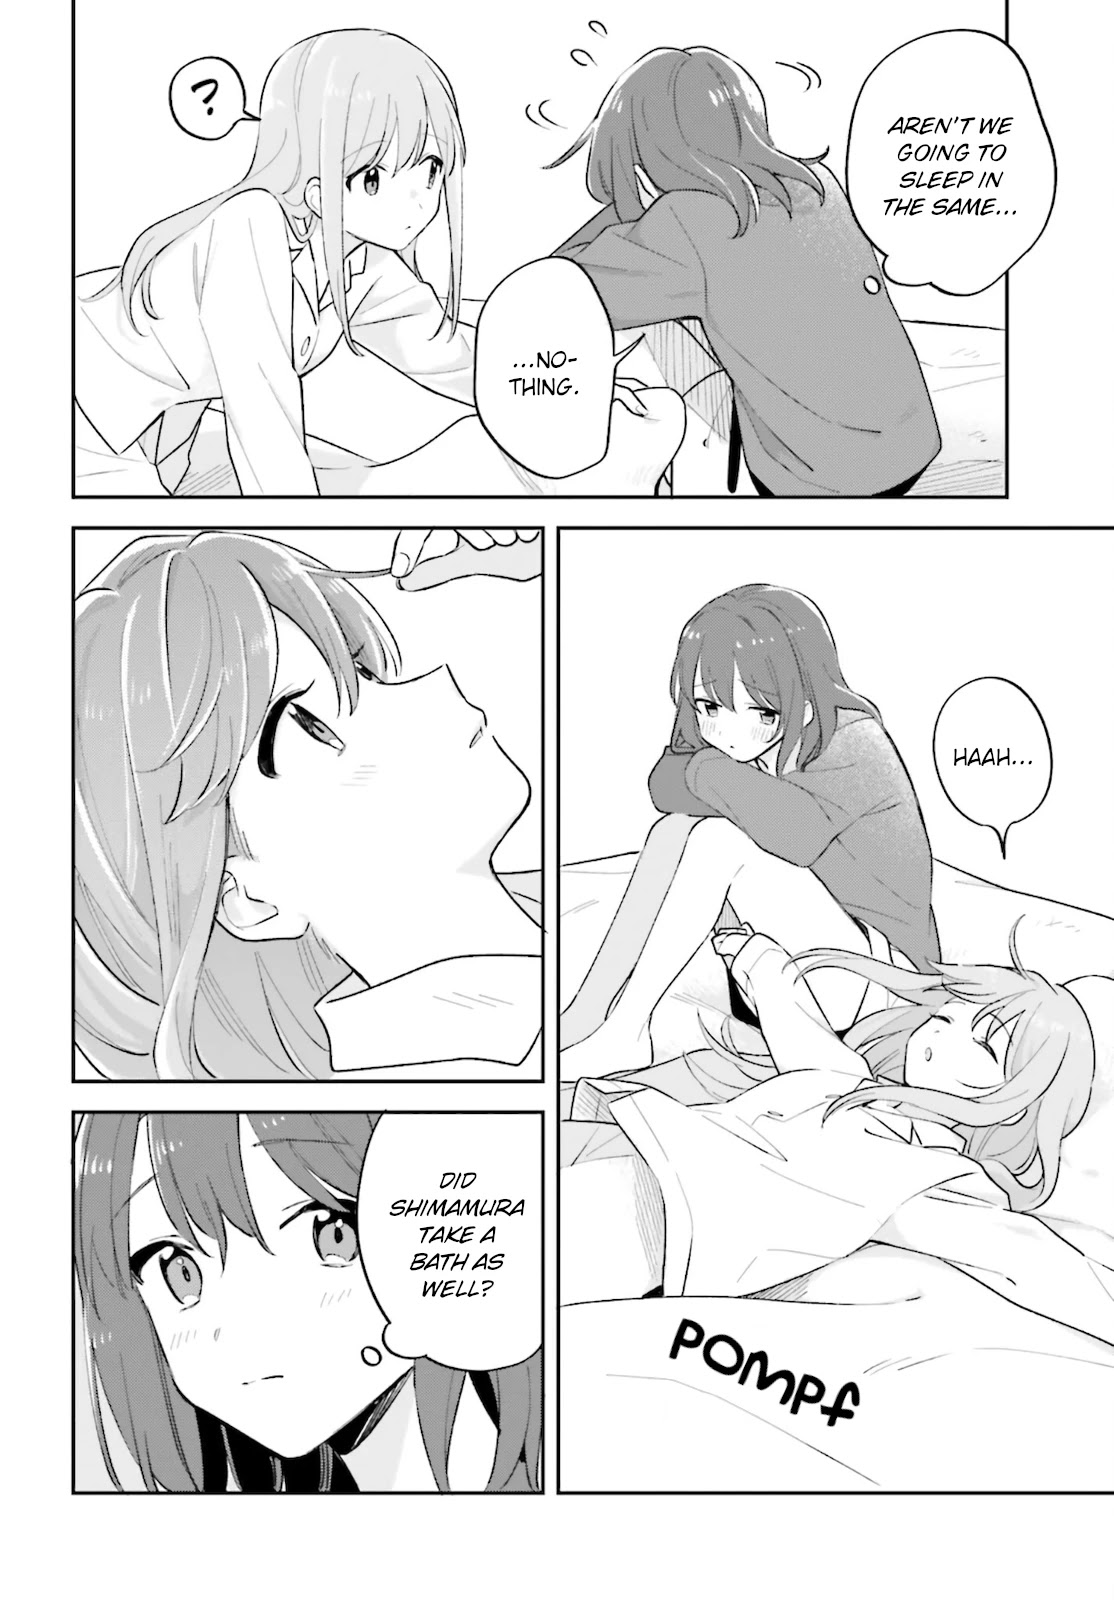 AREN'T WE
GOING TO
SLEEP IN
THE SAME...
?
...NO-
THING.
HAAH...
POMPF
DID
SHIMAMURA
TAKE A
BATH AS
WELL?